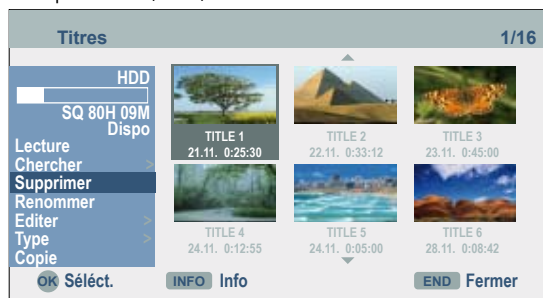 Titres 1/16
HDD
SQ 80H 09M
Dispo
Lecture
Chercher >
Supprimer
Renommer
Editer >
Type >
Copie
TITLE 1
21.11. 0:25:30
TITLE 2
22.11. 0:33:12
TITLE 3
23.11. 0:45:00
TITLE 4
24.11. 0:12:55
TITLE 5
24.11. 0:05:00
TITLE 6
28.11. 0:08:42
OK Séléct. INFO Info END Fermer